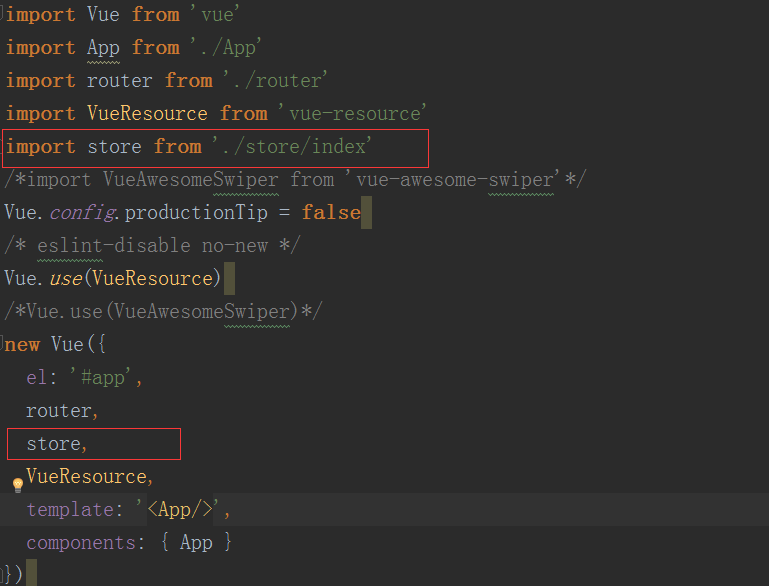 import Vue from 'vue'
import App from './App'
import router from './router'
import VueResource from 'vue-resource'
import store from './store/index'
/*import VueAwesomeSwiper from 'vue-awesome-swiper'*/
Vue.config.productionTip = false
/* eslint-disable no-new */
Vue.use(VueResource)
/*Vue.use(VueAwesomeSwiper)*/
new Vue({
  el: '#app',
  router,
  store,
  VueResource,
  template: '<App/>',
  components: { App }
})